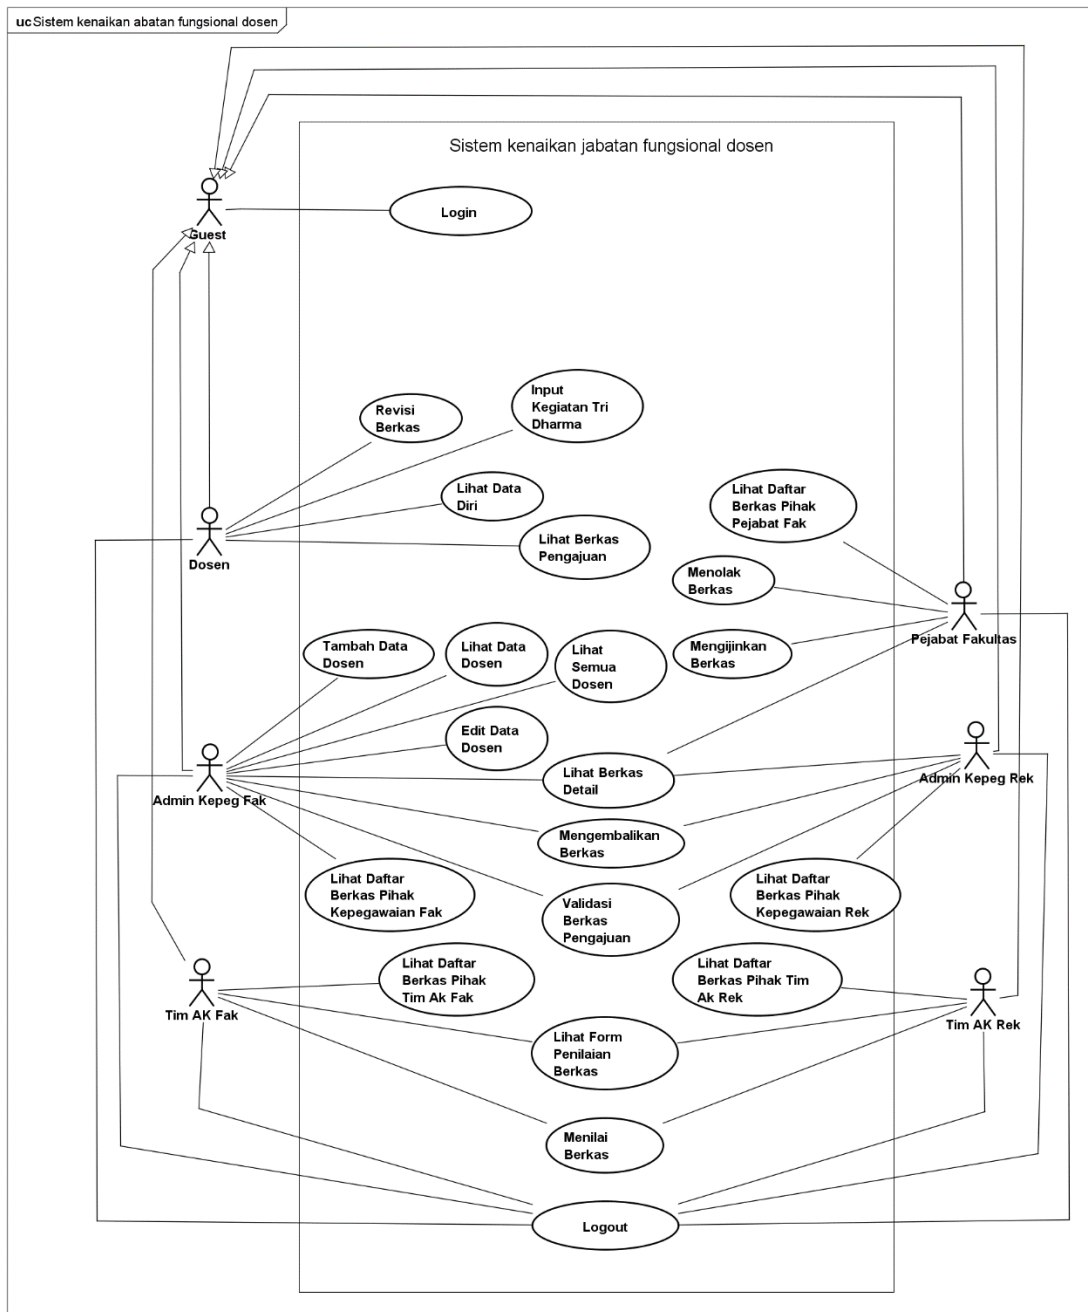 uc Sistem kenaikan abatan fungsional dosen
Sistem kenaikan jabatan fungsional dosen
Login
Guest
Revisi
Berkas
Input
Kegiatan Tri
Dharma
Lihat Data
Diri
Lihat Berkas
Pengajuan
Dosen
Lihat Daftar
Berkas Pihak
Pejabat Fak
Menolak
Berkas
Mengijinkan
Berkas
Pejabat Fakultas
Tambah Data
Dosen
Lihat Data
Dosen
Lihat
Semua
Dosen
Edit Data
Dosen
Lihat Berkas
Detail
Admin Kepeg Fak
Admin Kepeg Rek
Mengembalikan
Berkas
Lihat Daftar
Berkas Pihak
Kepegawaian Fak
Validasi
Berkas
Pengajuan
Lihat Daftar
Berkas Pihak
Kepegawaian Rek
Lihat Daftar
Berkas Pihak
Tim Ak Fak
Lihat Daftar
Berkas Pihak Tim
Ak Rek
Tim AK Fak
Tim AK Rek
Lihat Form
Penilaian
Berkas
Menilai
Berkas
Logout